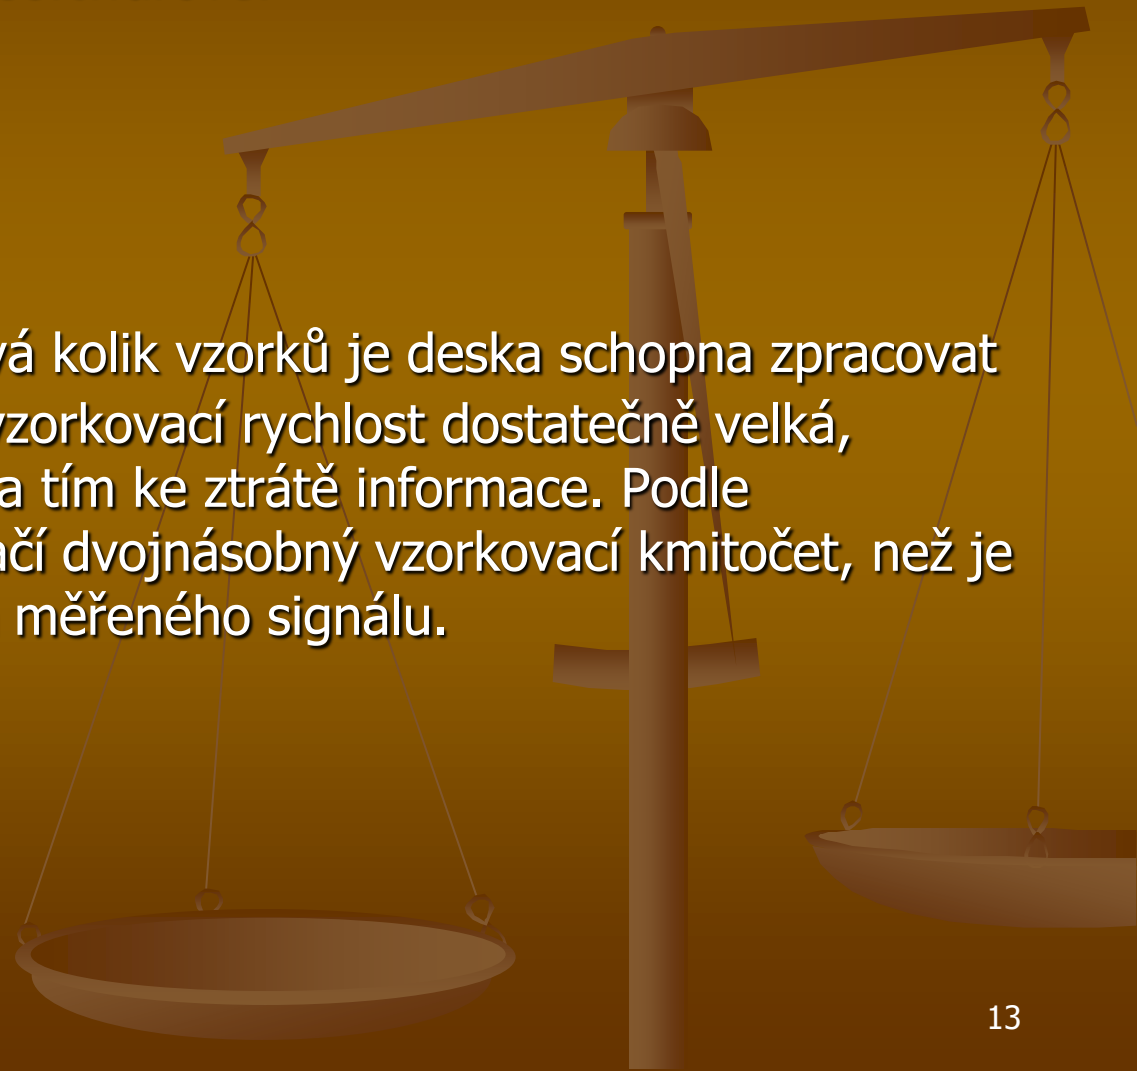 vá kolik vzorků je deska schopna zpracovat
vzorkovací rychlost dostatečně velká,
a tím ke ztrátě informace. Podle
ačí dvojnásobný vzorkovací kmitočet, než je
měřeného signálu.
13